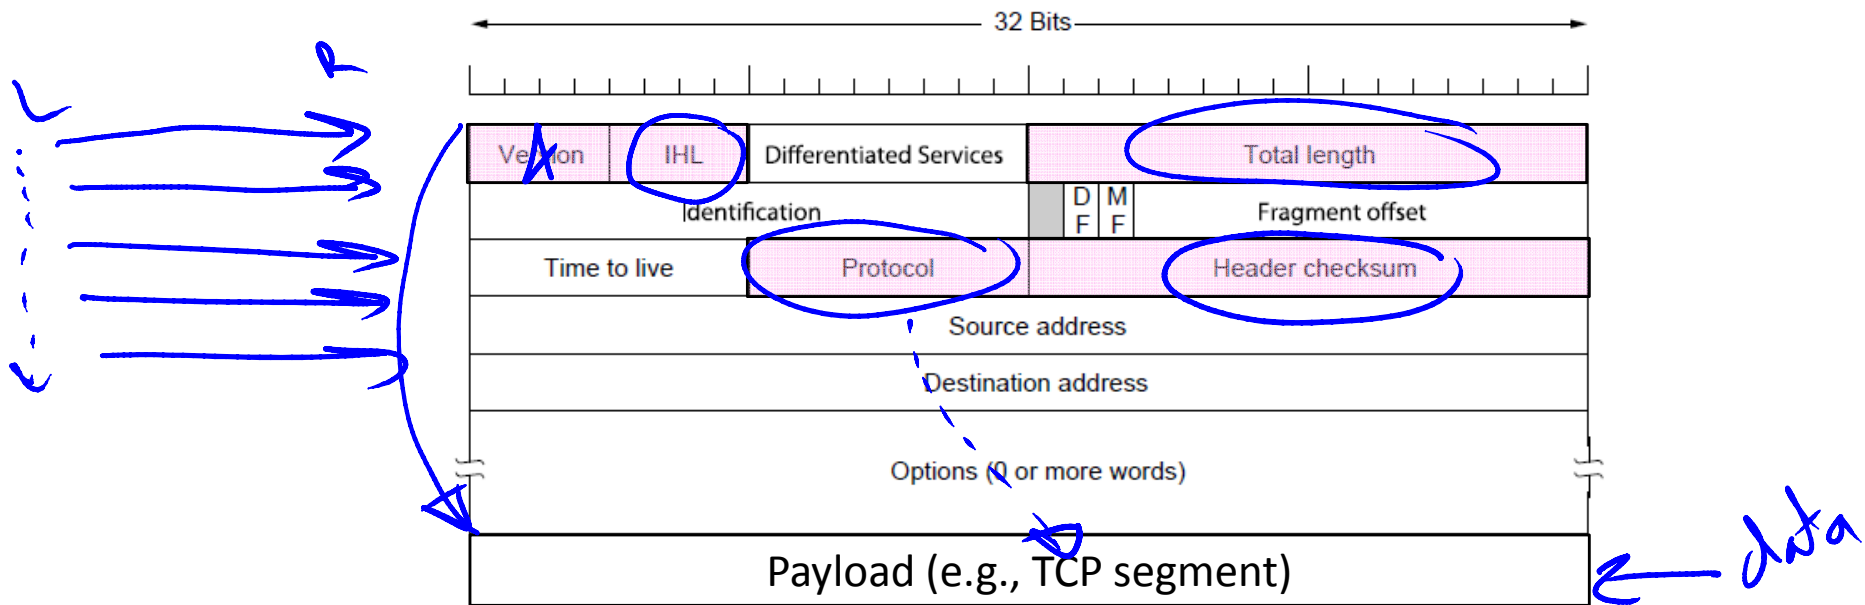 32 Bits
Version IHL Differentiated Services Total length
4
Identification D F M F Fragment offset
Time to live Protocol Header checksum
Source address
Destination address
Options (0 or more words)
Payload (e.g., TCP segment)
data